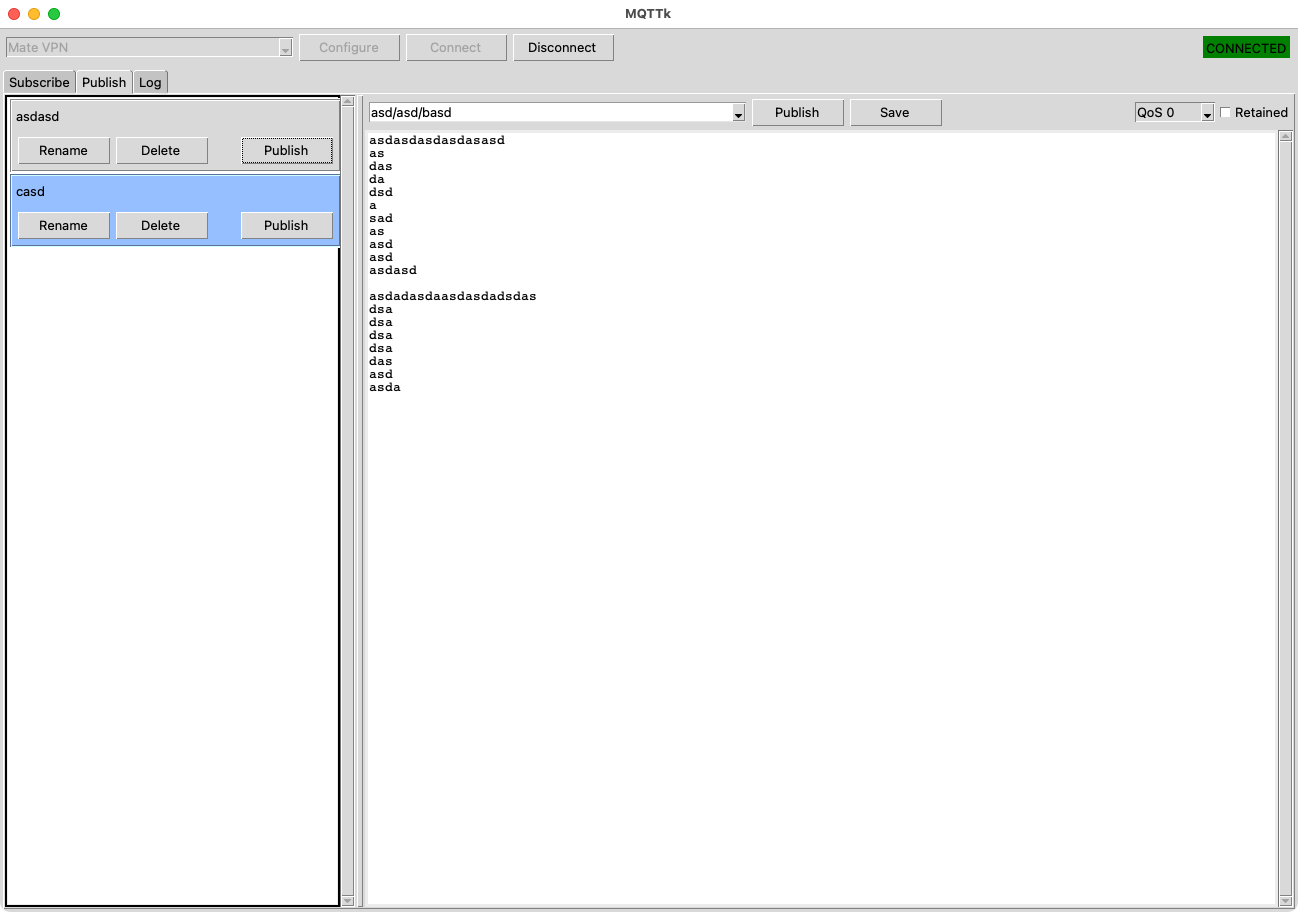 MQTTk
Mate VPN
Configure
Connect
Disconnect
CONNECTED
Subscribe
Publish
Log
asdasd
Rename
Delete
Publish
casd
Rename
Delete
Publish
asd/asd/basd
Publish
Save
QoS 0
Retained
asdasdasdasdasasd
as
das
da
dsd
a
sad
as
asd
asd
asdasd
asdadasdaasdasdadsdas
dsa
dsa
dsa
dsa
das
asd
asda